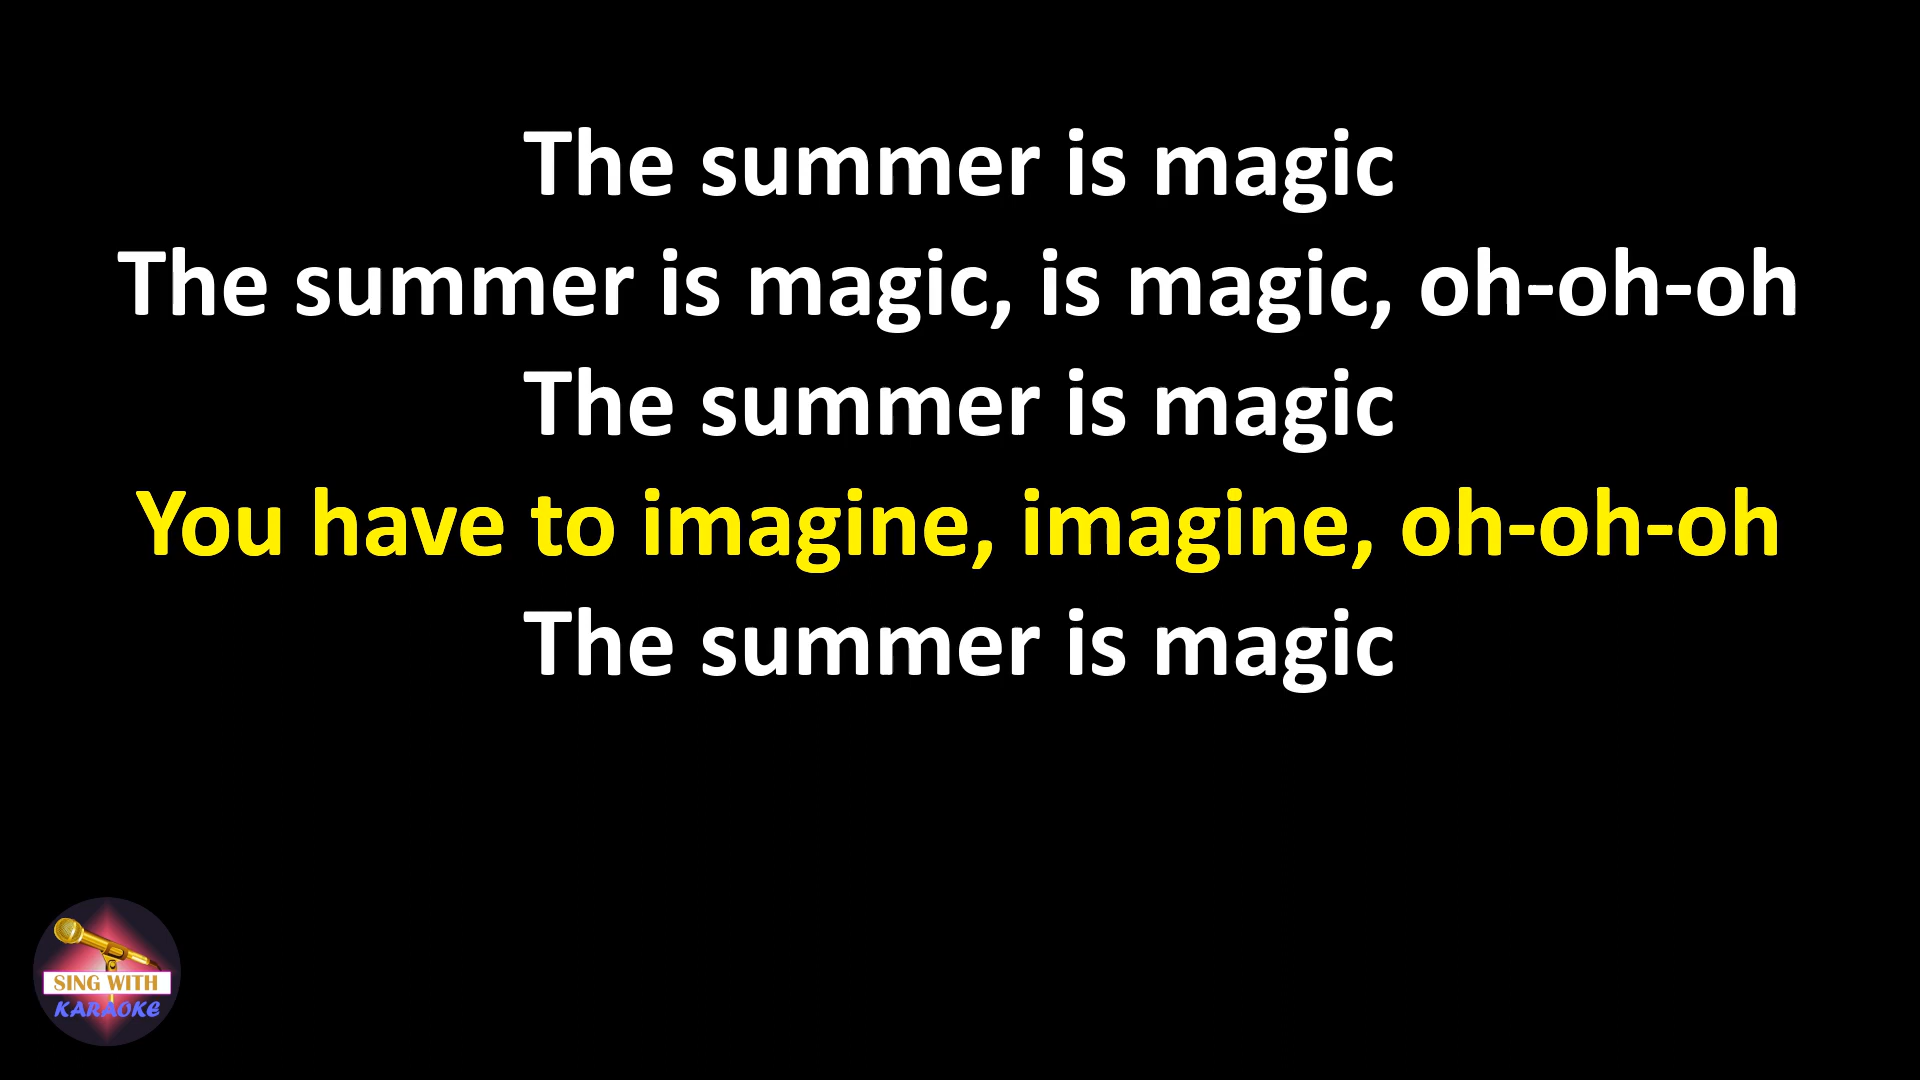 The summer is magic
The summer is magic, is magic, oh-oh-oh
The summer is magic
You have to imagine, imagine, oh-oh-oh
The summer is magic
SING WITH
KARAOKE